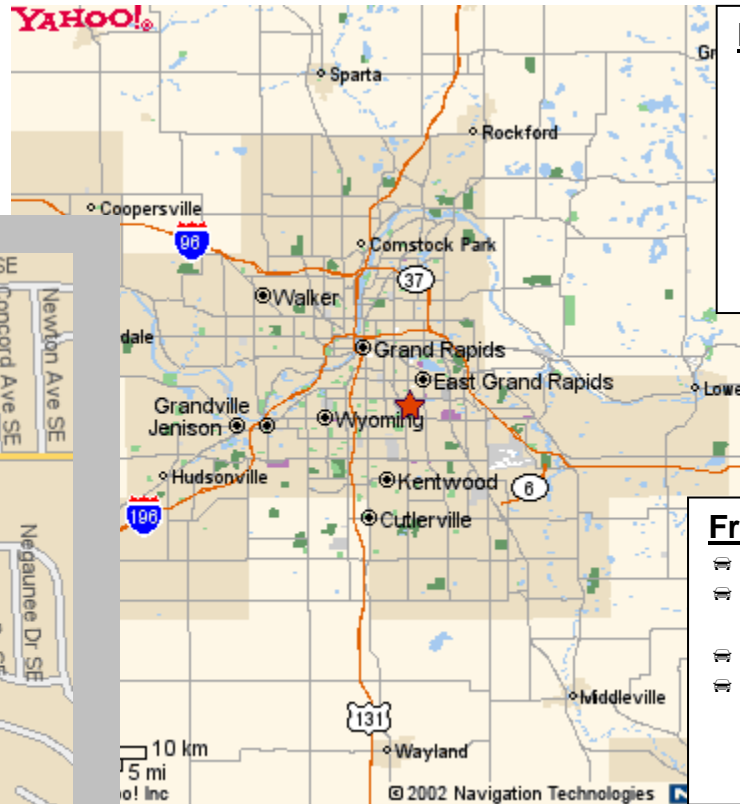 YAHOO!®
Sparta
Rockford
Coopersville
96
Comstock Park
37
Walker
Grand Rapids
East Grand Rapids
Grandville
Wyoming
Jenison
Hudsonville
Kentwood
6
196
Cutlerville
131
Middleville
Wayland
10 km
5 mi
o! Inc
© 2002 Navigation Technologies
SE
Concord Ave SE
Newton Ave SE
Negaunee Dr SE
dale
Lowe
Gr
Fr
SE